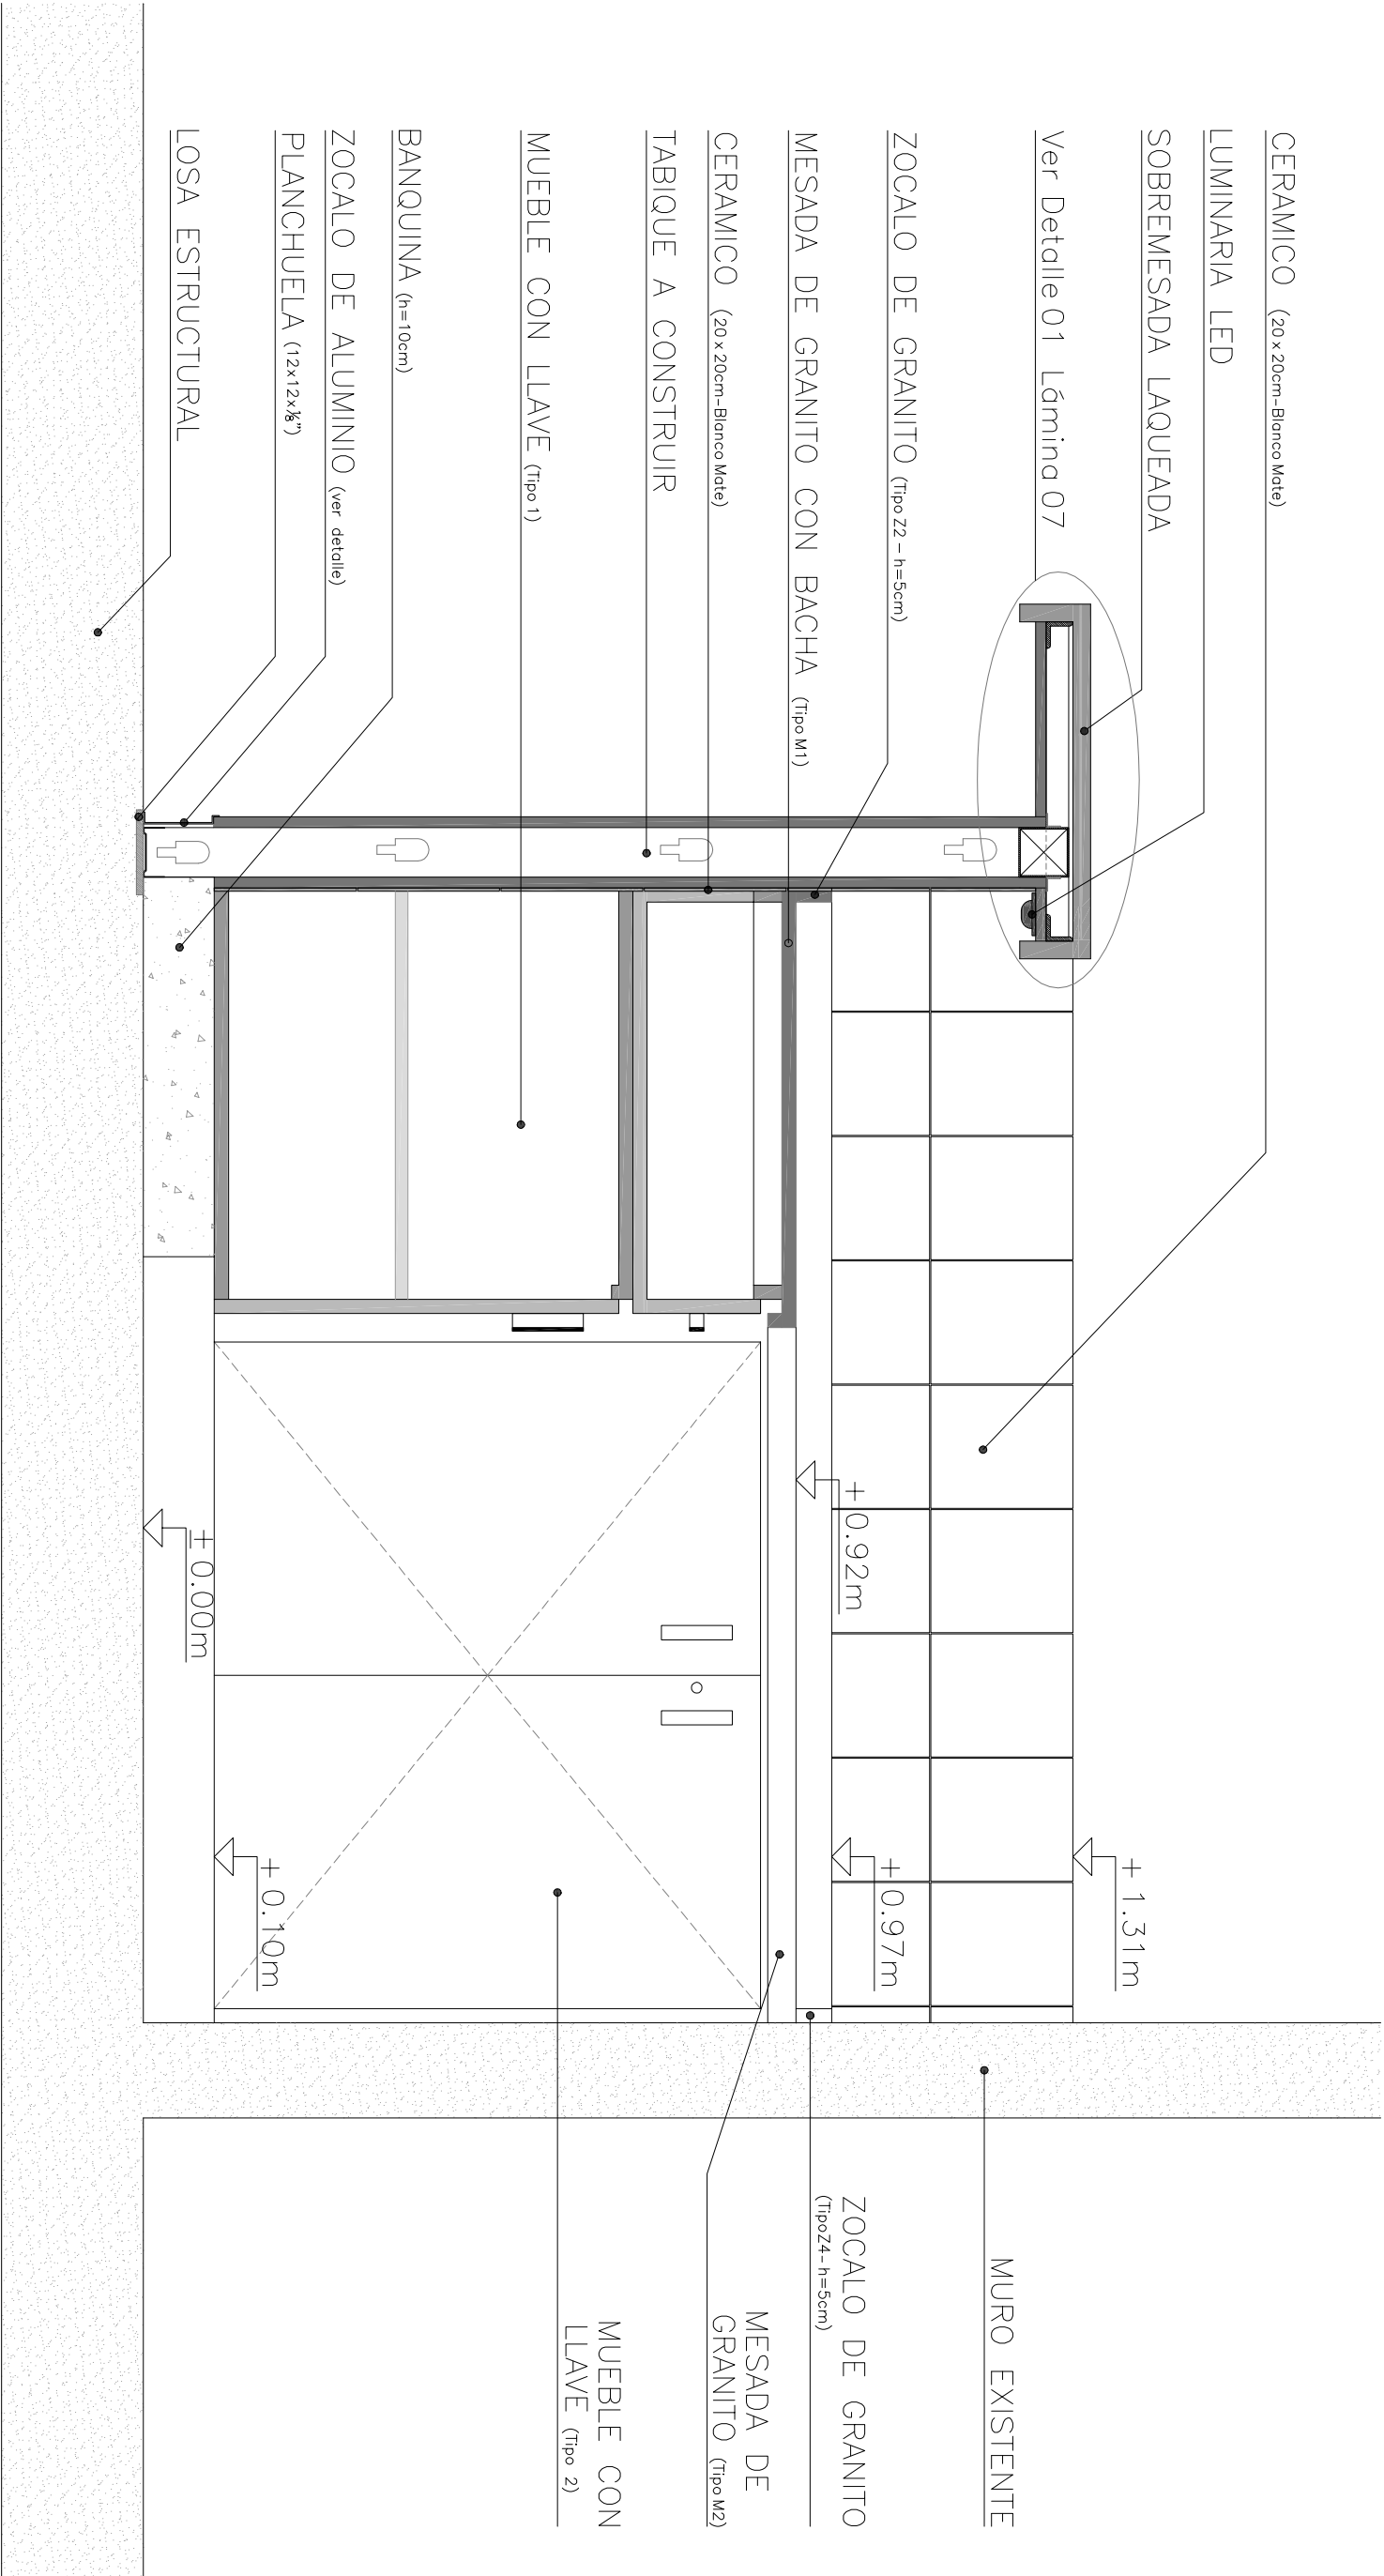 CERAMICO (20x20cm-Blanco Mate)
LUMINARIA LED
SOBREMESADA LAQUEADA
Ver Detalle 01 Lámina 07
ZOCALO DE GRANITO (Tipo Z2 - h=5cm)
MESADA DE GRANITO CON BACHA (Tipo M1)
CERAMICO (20x20cm-Blanco Mate)
TABIQUE A CONSTRUIR
MUEBLE CON LLAVE (Tipo 1)
BANQUINA (h=10cm)
ZOCALO DE ALUMINIO (ver detalle)
PLANCHUELA (12x12x⅛")
LOSA ESTRUCTURAL
+ 1.31m
+ 0.97m
+ 0.92m
+ 0.10m
± 0.00m
MURO EXISTENTE
ZOCALO DE GRANITO
(Tipo Z4- h=5cm)
MESADA DE
GRANITO (Tipo M2)
MUEBLE CON
LLAVE (Tipo 2)